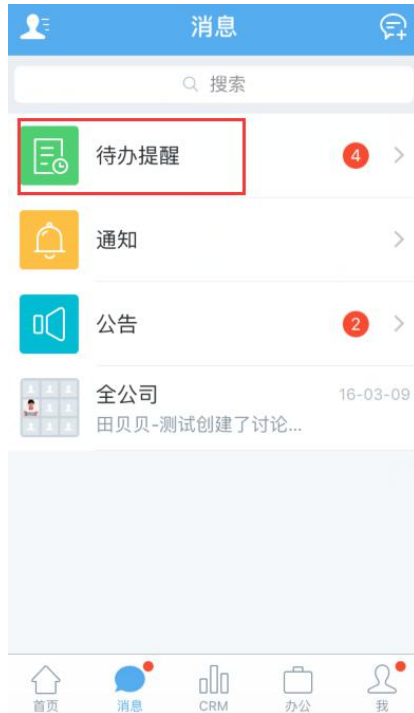 消息
搜索
待办提醒
4
通知
公告
2
全公司
16-03-09
田贝贝-测试创建了讨论...
首页
消息
CRM
办公
我